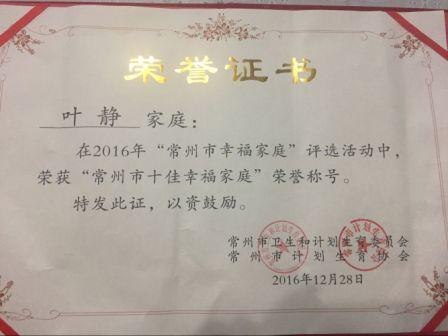 荣誉证书
叶静 家庭：
在2016年“常州市幸福家庭”评选活动中，
荣获“常州市十佳幸福家庭”荣誉称号。
特发此证，以资鼓励。
常州市卫生和计划生育委员会
常州市计划生育协会
2016年12月28日